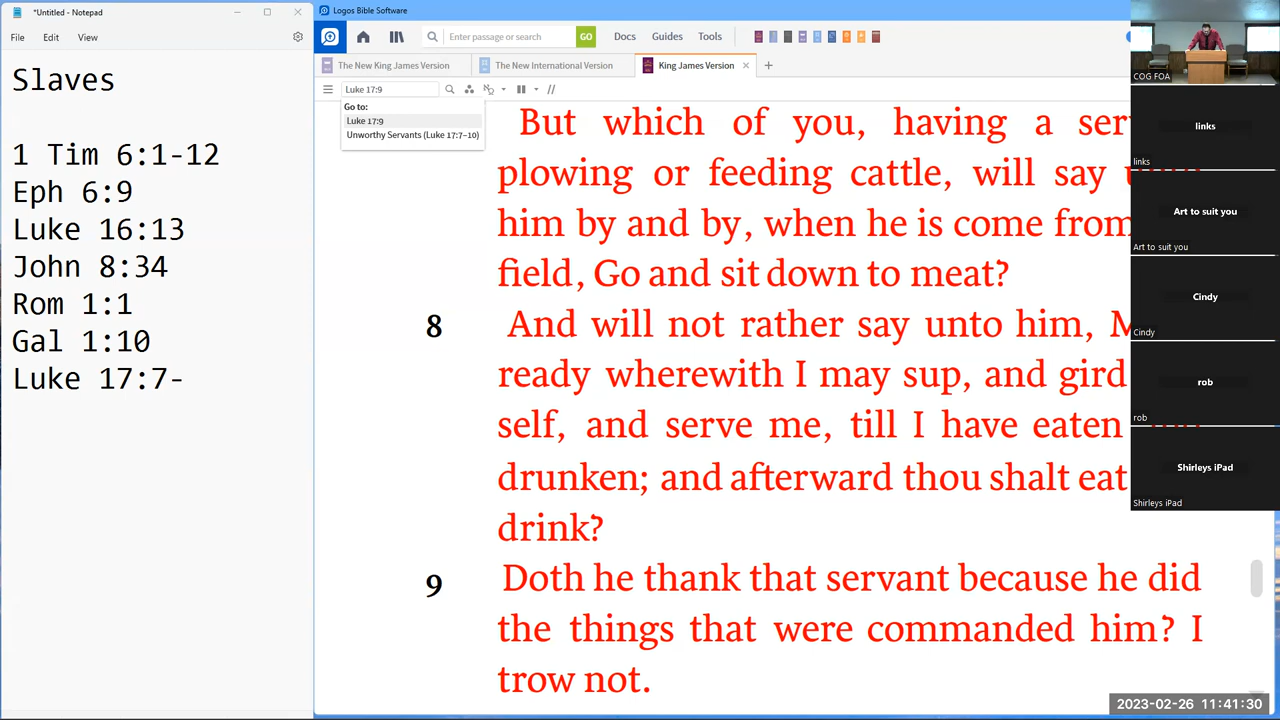 *Untitled - Notepad
File Edit View
Slaves
1 Tim 6:1-12
Eph 6:9
Luke 16:13
John 8:34
Rom 1:1
Gal 1:10
Luke 17:7-
Logos Bible Software
Enter passage or search GO Docs Guides Tools
The New King James Version The New International Version King James Version
Luke 17:9
Go to:
Luke 17:9
Unworthy Servants (Luke 17:7–10)
But which of you, having a ser
plowing or feeding cattle, will say
him by and by, when he is come from
field, Go and sit down to meat?
8 And will not rather say unto him, M
ready wherewith I may sup, and gird
self, and serve me, till I have eaten
drunken; and afterward thou shalt eat
drink?
9 Doth he thank that servant because he did
the things that were commanded him? I
trow not.
COG FOA
links
links
Art to suit you
Art to suit you
Cindy
Cindy
rob
rob
Shirleys iPad
Shirleys iPad
2023-02-26 11:41:30